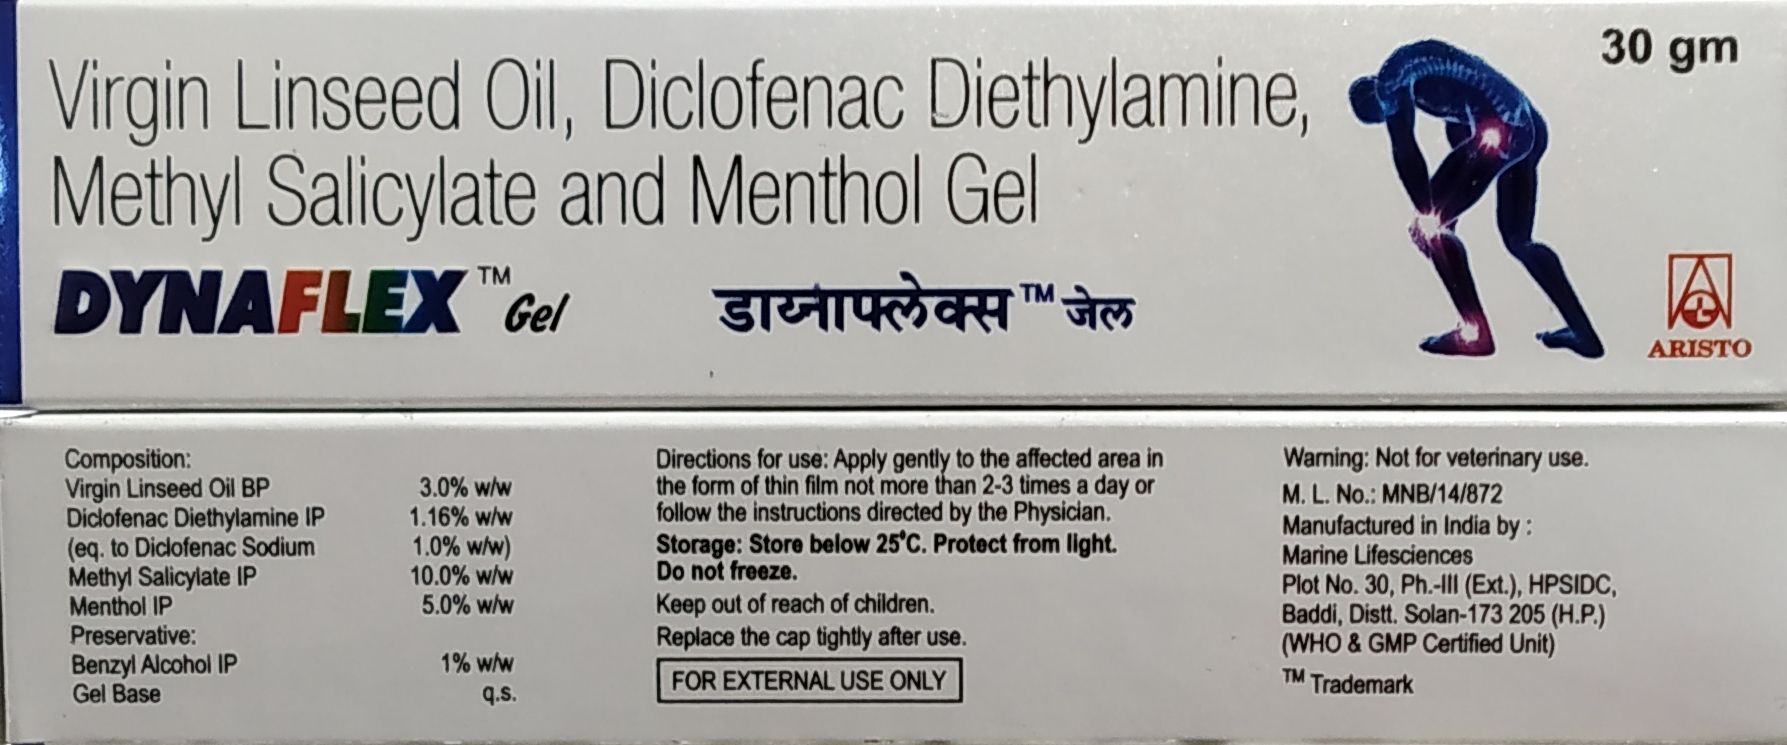 30 gm
Virgin Linseed Oil, Diclofenac Diethylamine,
Methyl Salicylate and Menthol Gel
DYNAFLEX™ Gel
डाय्नाफ्लेक्स™ जेल
ARISTO
Composition:
Virgin Linseed Oil BP 3.0% w/w
Diclofenac Diethylamine IP 1.16% w/w
(eq. to Diclofenac Sodium 1.0% w/w)
Methyl Salicylate IP 10.0% w/w
Menthol IP 5.0% w/w
Preservative:
Benzyl Alcohol IP 1% w/w
Gel Base q.s.
Directions for use: Apply gently to the affected area in
the form of thin film not more than 2-3 times a day or
follow the instructions directed by the Physician.
Storage: Store below 25°C. Protect from light.
Do not freeze.
Keep out of reach of children.
Replace the cap tightly after use.
FOR EXTERNAL USE ONLY
Warning: Not for veterinary use.
M. L. No.: MNB/14/872
Manufactured in India by :
Marine Lifesciences
Plot No. 30, Ph.-III (Ext.), HPSIDC,
Baddi, Distt. Solan-173 205 (H.P.)
(WHO & GMP Certified Unit)
™ Trademark